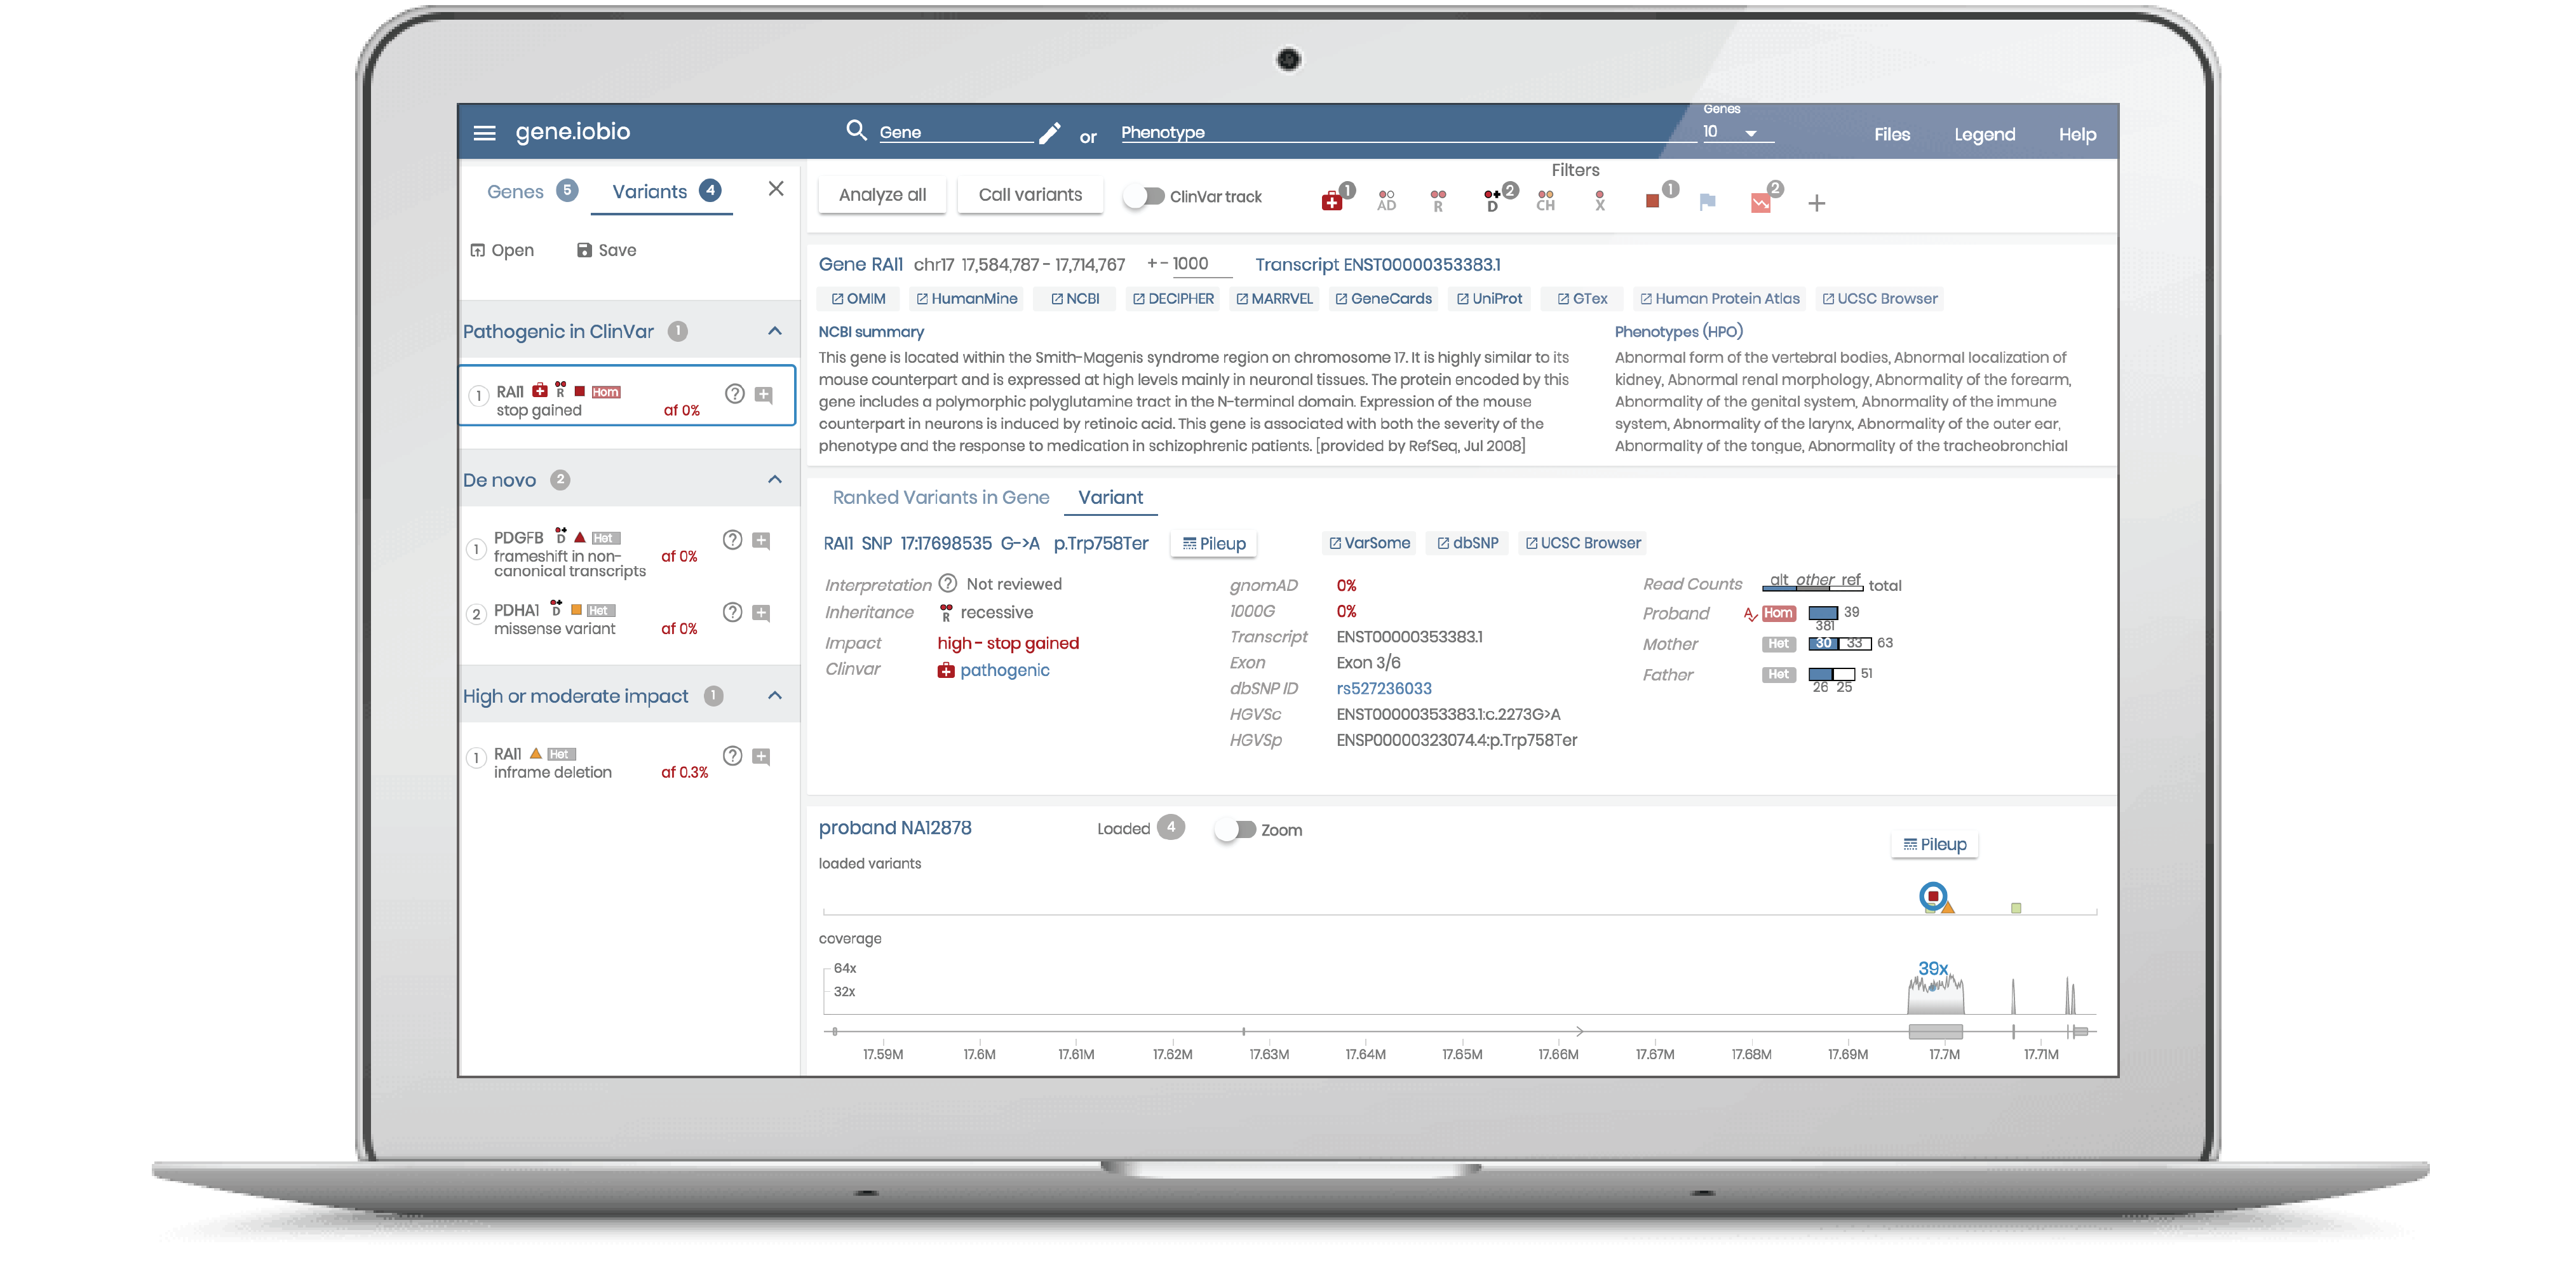 gene.iobio
Gene
or
Phenotype
Genes
10
Files
Legend
Help
Genes 5
Variants 4
Open
Save
Pathogenic in ClinVar 1
1 RAI1 R Hom
stop gained af 0%
De novo 2
1 PDGFB D Het
frameshift in non-
canonical transcripts
af 0%
2 PDHA1 D Het
missense variant af 0%
High or moderate impact 1
1 RAI1 Het
inframe deletion af 0.3%
Analyze all
Call variants
ClinVar track
Filters
1 AD R D 2 CH X 1 2 +
Gene RAI1 chr17 17,584,787 - 17,714,767 + - 1000 Transcript ENST00000353383.1
OMIM HumanMine NCBI DECIPHER MARRVEL GeneCards UniProt GTex Human Protein Atlas UCSC Browser
NCBI summary
This gene is located within the Smith-Magenis syndrome region on chromosome 17. It is highly similar to its
mouse counterpart and is expressed at high levels mainly in neuronal tissues. The protein encoded by this
gene includes a polymorphic polyglutamine tract in the N-terminal domain. Expression of the mouse
counterpart in neurons is induced by retinoic acid. This gene is associated with both the severity of the
phenotype and the response to medication in schizophrenic patients. [provided by RefSeq, Jul 2008]
Phenotypes (HPO)
Abnormal form of the vertebral bodies, Abnormal localization of
kidney, Abnormal renal morphology, Abnormality of the forearm,
Abnormality of the genital system, Abnormality of the immune
system, Abnormality of the larynx, Abnormality of the outer ear,
Abnormality of the tongue, Abnormality of the tracheobronchial
Ranked Variants in Gene
Variant
RAI1 SNP 17:17698535 G->A p.Trp758Ter Pileup VarSome dbSNP UCSC Browser
Interpretation Not reviewed
Inheritance R recessive
Impact high - stop gained
Clinvar pathogenic
gnomAD 0%
1000G 0%
Transcript ENST00000353383.1
Exon Exon 3/6
dbSNP ID rs527236033
HGVSc ENST00000353383.1:c.2273G>A
HGVSp ENSP00000323074.4:p.Trp758Ter
Read Counts alt other ref total
Proband Hom 39
381
Mother Het 30 33 63
Father Het 51
26 25
proband NA12878
Loaded 4
Zoom
Pileup
loaded variants
coverage
64x
32x
39x
17.59M 17.6M 17.61M 17.62M 17.63M 17.64M 17.65M 17.66M 17.67M 17.68M 17.69M 17.7M 17.71M